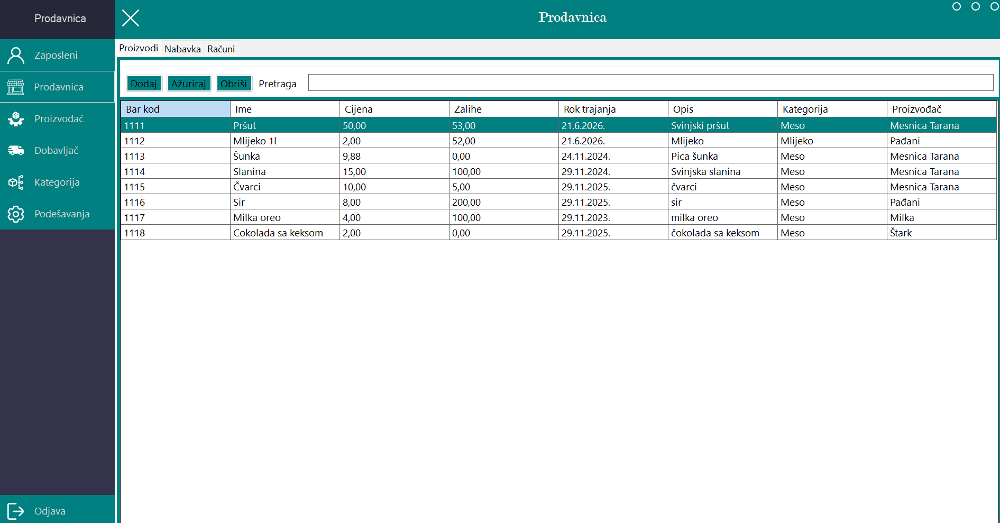 Prodavnica
Prodavnica
Zaposleni
Prodavnica
Proizvođač
Dobavljač
Kategorija
Podešavanja
Odjava
Proizvodi Nabavka Računi
Dodaj Ažuriraj Obriši Pretraga
Bar kod Ime Cijena Zalihe Rok trajanja Opis Kategorija Proizvođač
1111 Pršut 50,00 53,00 21.6.2026. Svinjski pršut Meso Mesnica Tarana
1112 Mlijeko 1l 2,00 52,00 21.6.2026. Mlijeko Mlijeko Pađani
1113 Šunka 9,88 0,00 24.11.2024. Pica šunka Meso Mesnica Tarana
1114 Slanina 15,00 100,00 29.11.2024. Svinjska slanina Meso Mesnica Tarana
1115 Čvarci 10,00 5,00 29.11.2025. čvarci Meso Mesnica Tarana
1116 Sir 8,00 200,00 29.11.2025. sir Meso Pađani
1117 Milka oreo 4,00 100,00 29.11.2023. milka oreo Meso Milka
1118 Cokolada sa keksom 2,00 0,00 29.11.2025. čokolada sa keksom Meso Štark